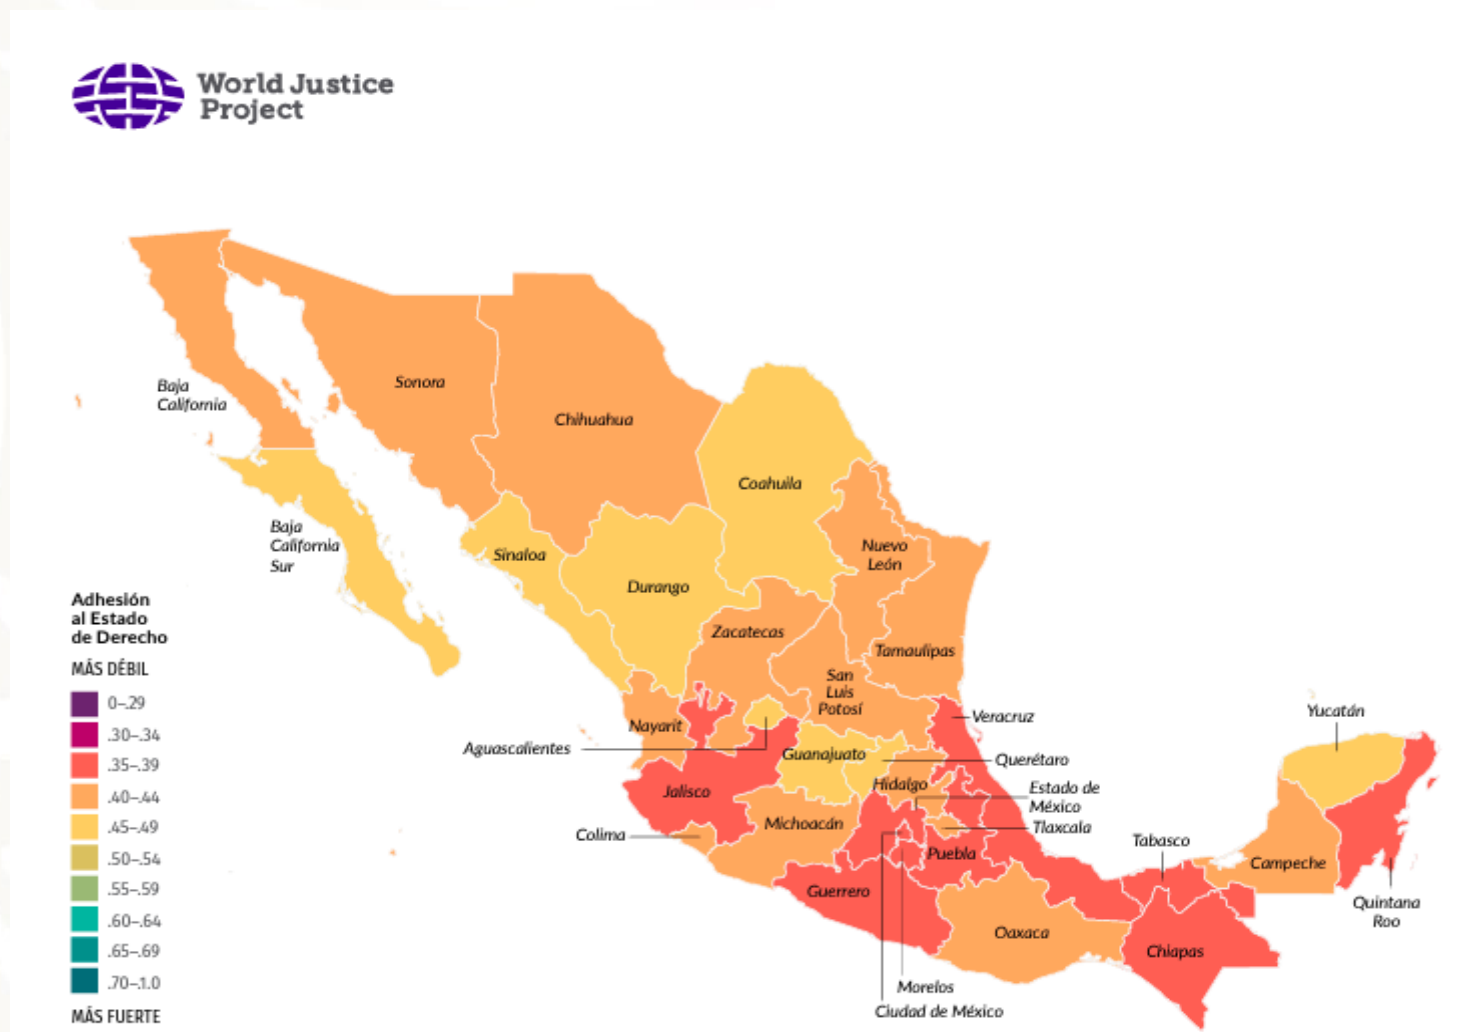 World Justice
Project
Baja
California
Sonora
Chihuahua
Coahuila
Baja
California
Sur
Sinaloa
Durango
Nuevo
León
Zacatecas
Tamaulipas
San
Luis
Potosí
Nayarit
Veracruz
Yucatán
Aguascalientes
Guanajuato
Querétaro
Hidalgo
Estado de
México
Jalisco
Michoacán
Tlaxcala
Colima
Tabasco
Puebla
Campeche
Guerrero
Quintana
Roo
Oaxaca
Chiapas
Morelos
Ciudad de México
Adhesión
al Estado
de Derecho
MÁS DÉBIL
0–.29
.30–.34
.35–.39
.40–.44
.45–.49
.50–.54
.55–.59
.60–.64
.65–.69
.70–.1.0
MÁS FUERTE